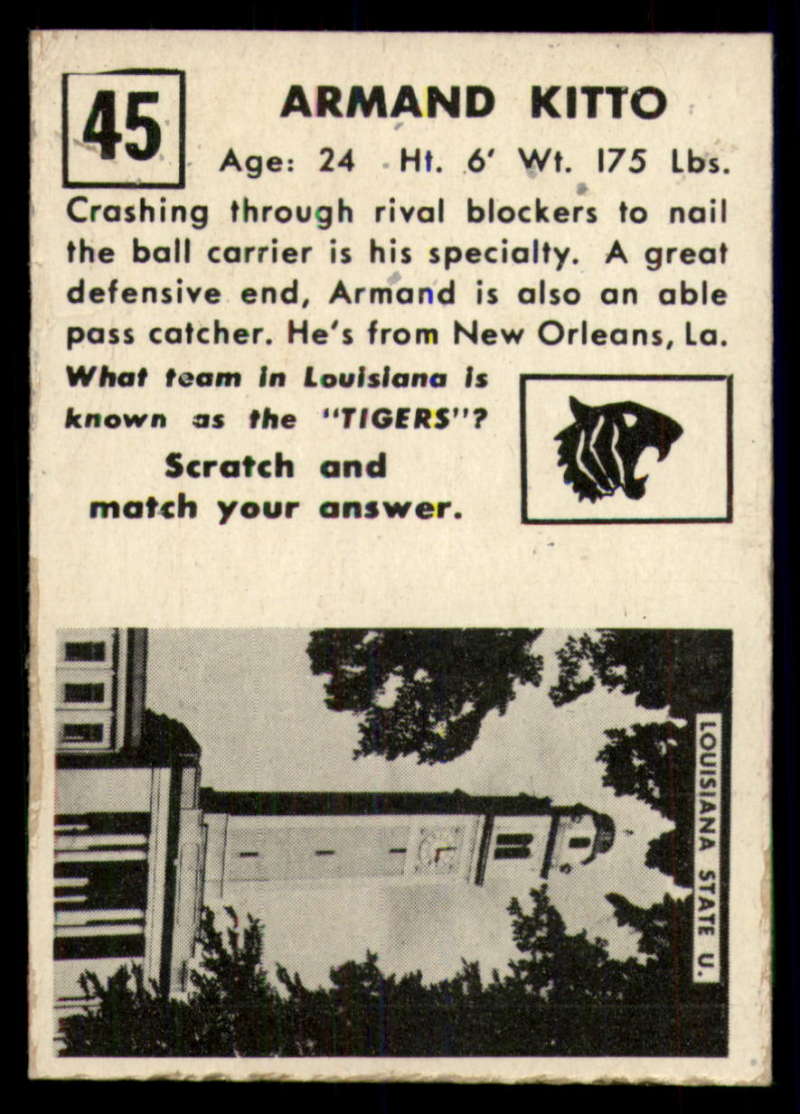 45
ARMAND KITTO
Age: 24 Ht. 6' Wt. 175 Lbs.
Crashing through rival blockers to nail
the ball carrier is his specialty. A great
defensive end, Armand is also an able
pass catcher. He's from New Orleans, La.
What team in Louisiana is
known as the "TIGERS"?
Scratch and
match your answer.
LOUISIANA STATE U.